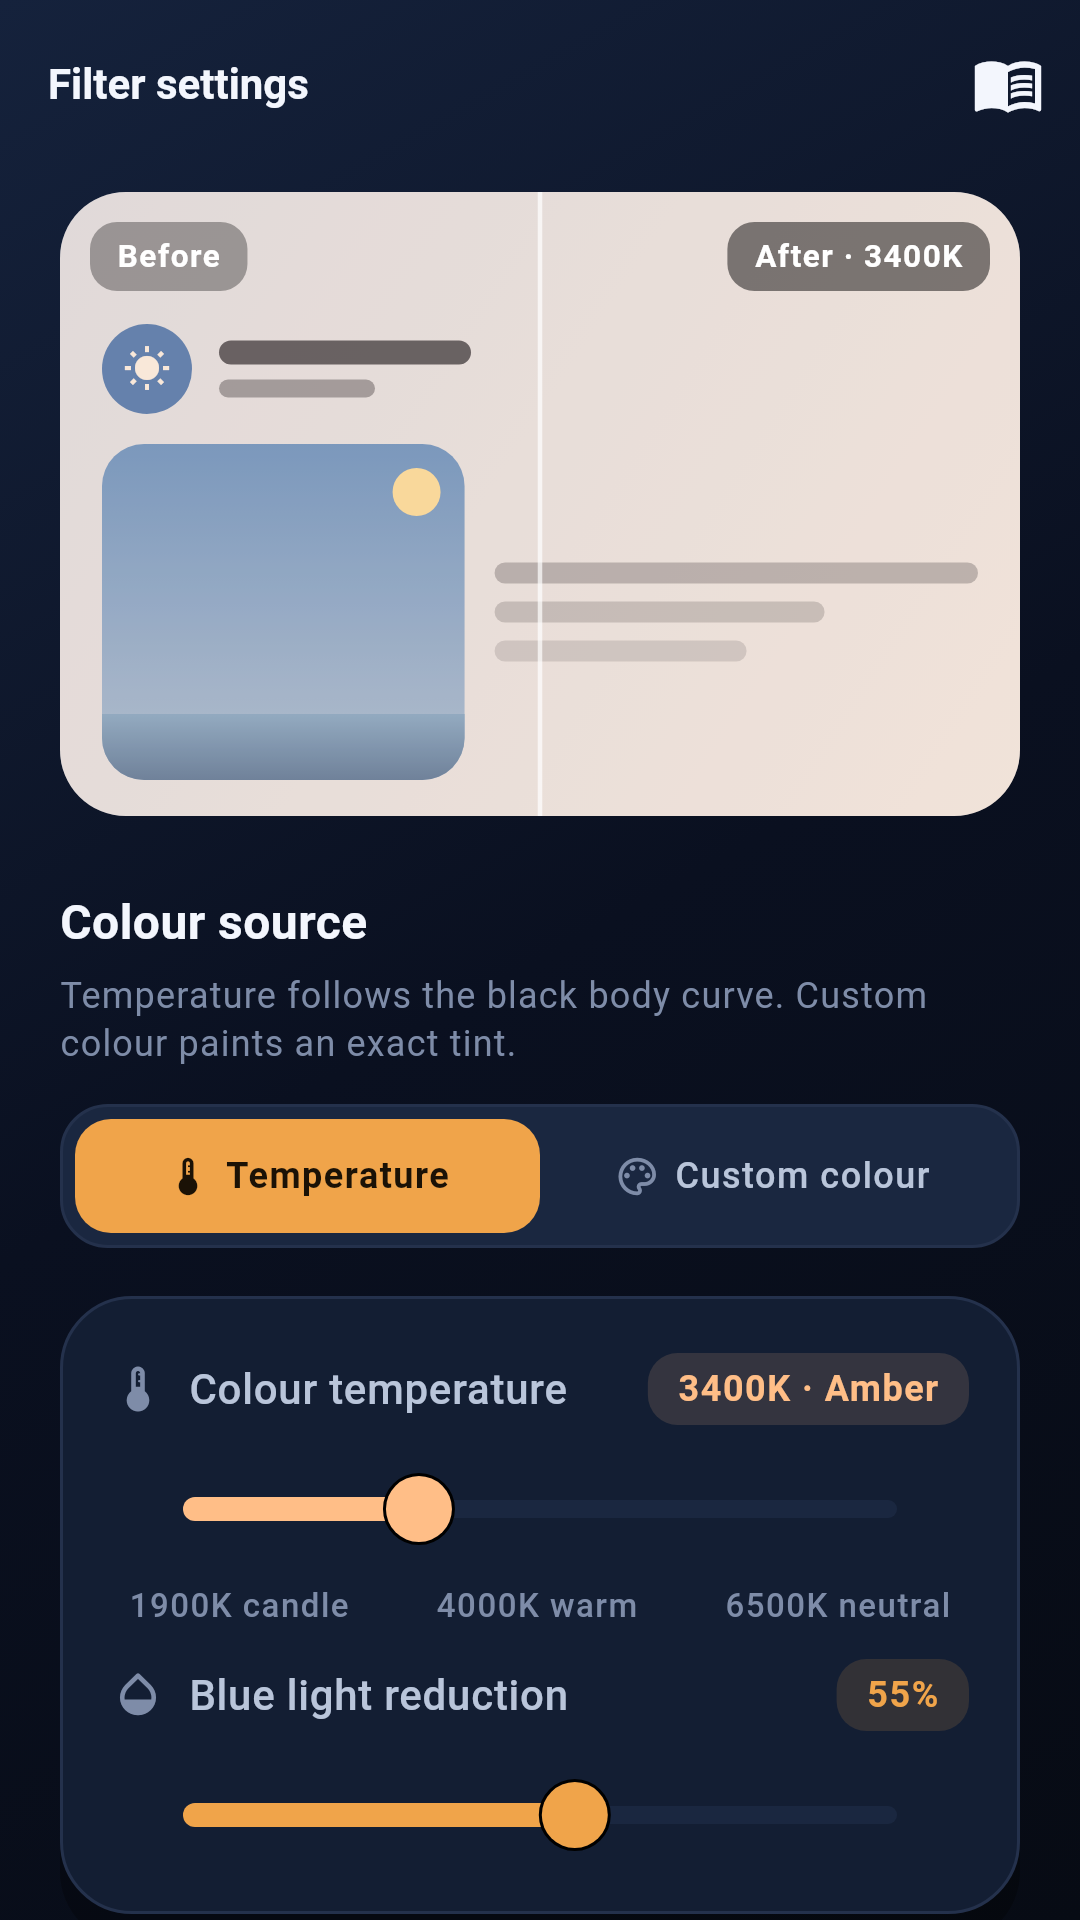 Filter settings
Before
After · 3400K
Colour source
Temperature follows the black body curve. Custom
colour paints an exact tint.
Temperature
Custom colour
Colour temperature
3400K · Amber
1900K candle
4000K warm
6500K neutral
Blue light reduction
55%